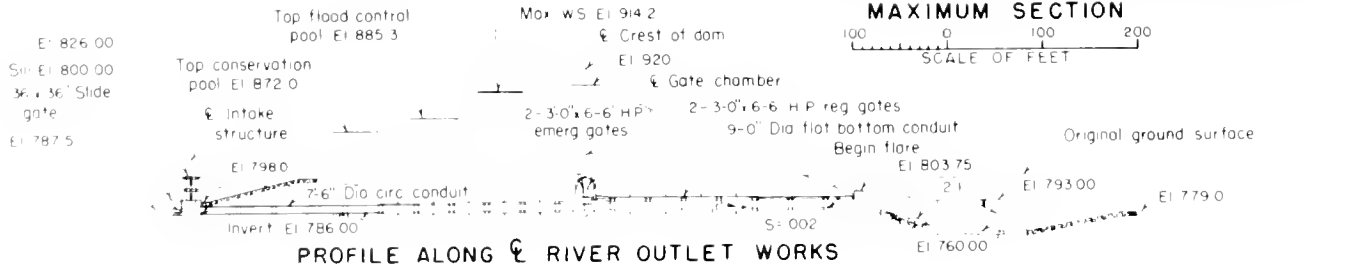 MAXIMUM SECTION
100 0 100 200
SCALE OF FEET
Top flood control
pool El 885.3
Max WS El 914 2
℄ Crest of dam
El 920
℄ Gate chamber
El 826 00
Sill El 800 00
36 x 36" Slide
gate
El 787 5
Top conservation
pool El 872 0
℄ Intake
structure
2-3'-0" x 6-6' H P
emerg gates
2-3'-0" x 6-6 H P reg gates
9-0" Dia flat bottom conduit
Begin flare
El 803 75
Original ground surface
El 798 0
7'-6" Dia circ conduit
Invert El 786 00
S= 002
2 1
El 793 00
El 779 0
El 760 00
PROFILE ALONG ℄ RIVER OUTLET WORKS